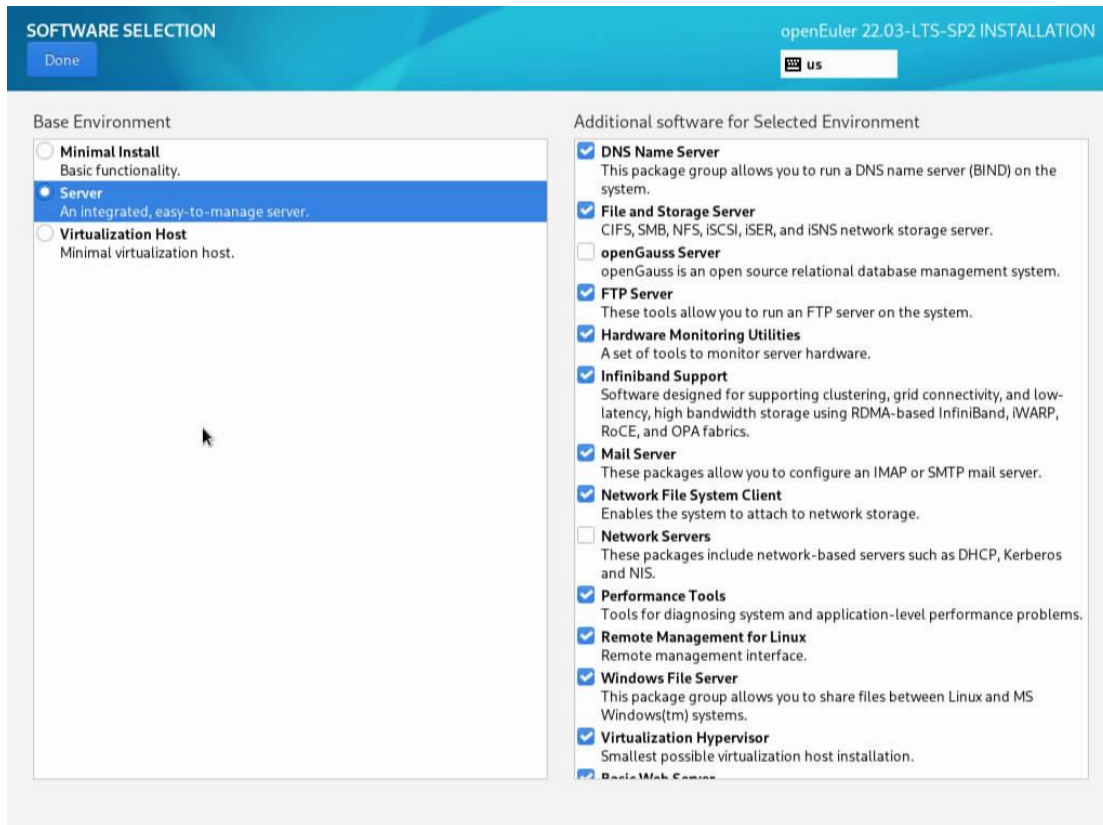 SOFTWARE SELECTION
Done
openEuler 22.03-LTS-SP2 INSTALLATION
us
Base Environment
Minimal Install
Basic functionality.
Server
An integrated, easy-to-manage server.
Virtualization Host
Minimal virtualization host.
Additional software for Selected Environment
DNS Name Server
This package group allows you to run a DNS name server (BIND) on the
system.
File and Storage Server
CIFS, SMB, NFS, iSCSI, iSER, and iSNS network storage server.
openGauss Server
openGauss is an open source relational database management system.
FTP Server
These tools allow you to run an FTP server on the system.
Hardware Monitoring Utilities
A set of tools to monitor server hardware.
Infiniband Support
Software designed for supporting clustering, grid connectivity, and low-
latency, high bandwidth storage using RDMA-based InfiniBand, iWARP,
RoCE, and OPA fabrics.
Mail Server
These packages allow you to configure an IMAP or SMTP mail server.
Network File System Client
Enables the system to attach to network storage.
Network Servers
These packages include network-based servers such as DHCP, Kerberos
and NIS.
Performance Tools
Tools for diagnosing system and application-level performance problems.
Remote Management for Linux
Remote management interface.
Windows File Server
This package group allows you to share files between Linux and MS
Windows(tm) systems.
Virtualization Hypervisor
Smallest possible virtualization host installation.
Basic Web Server